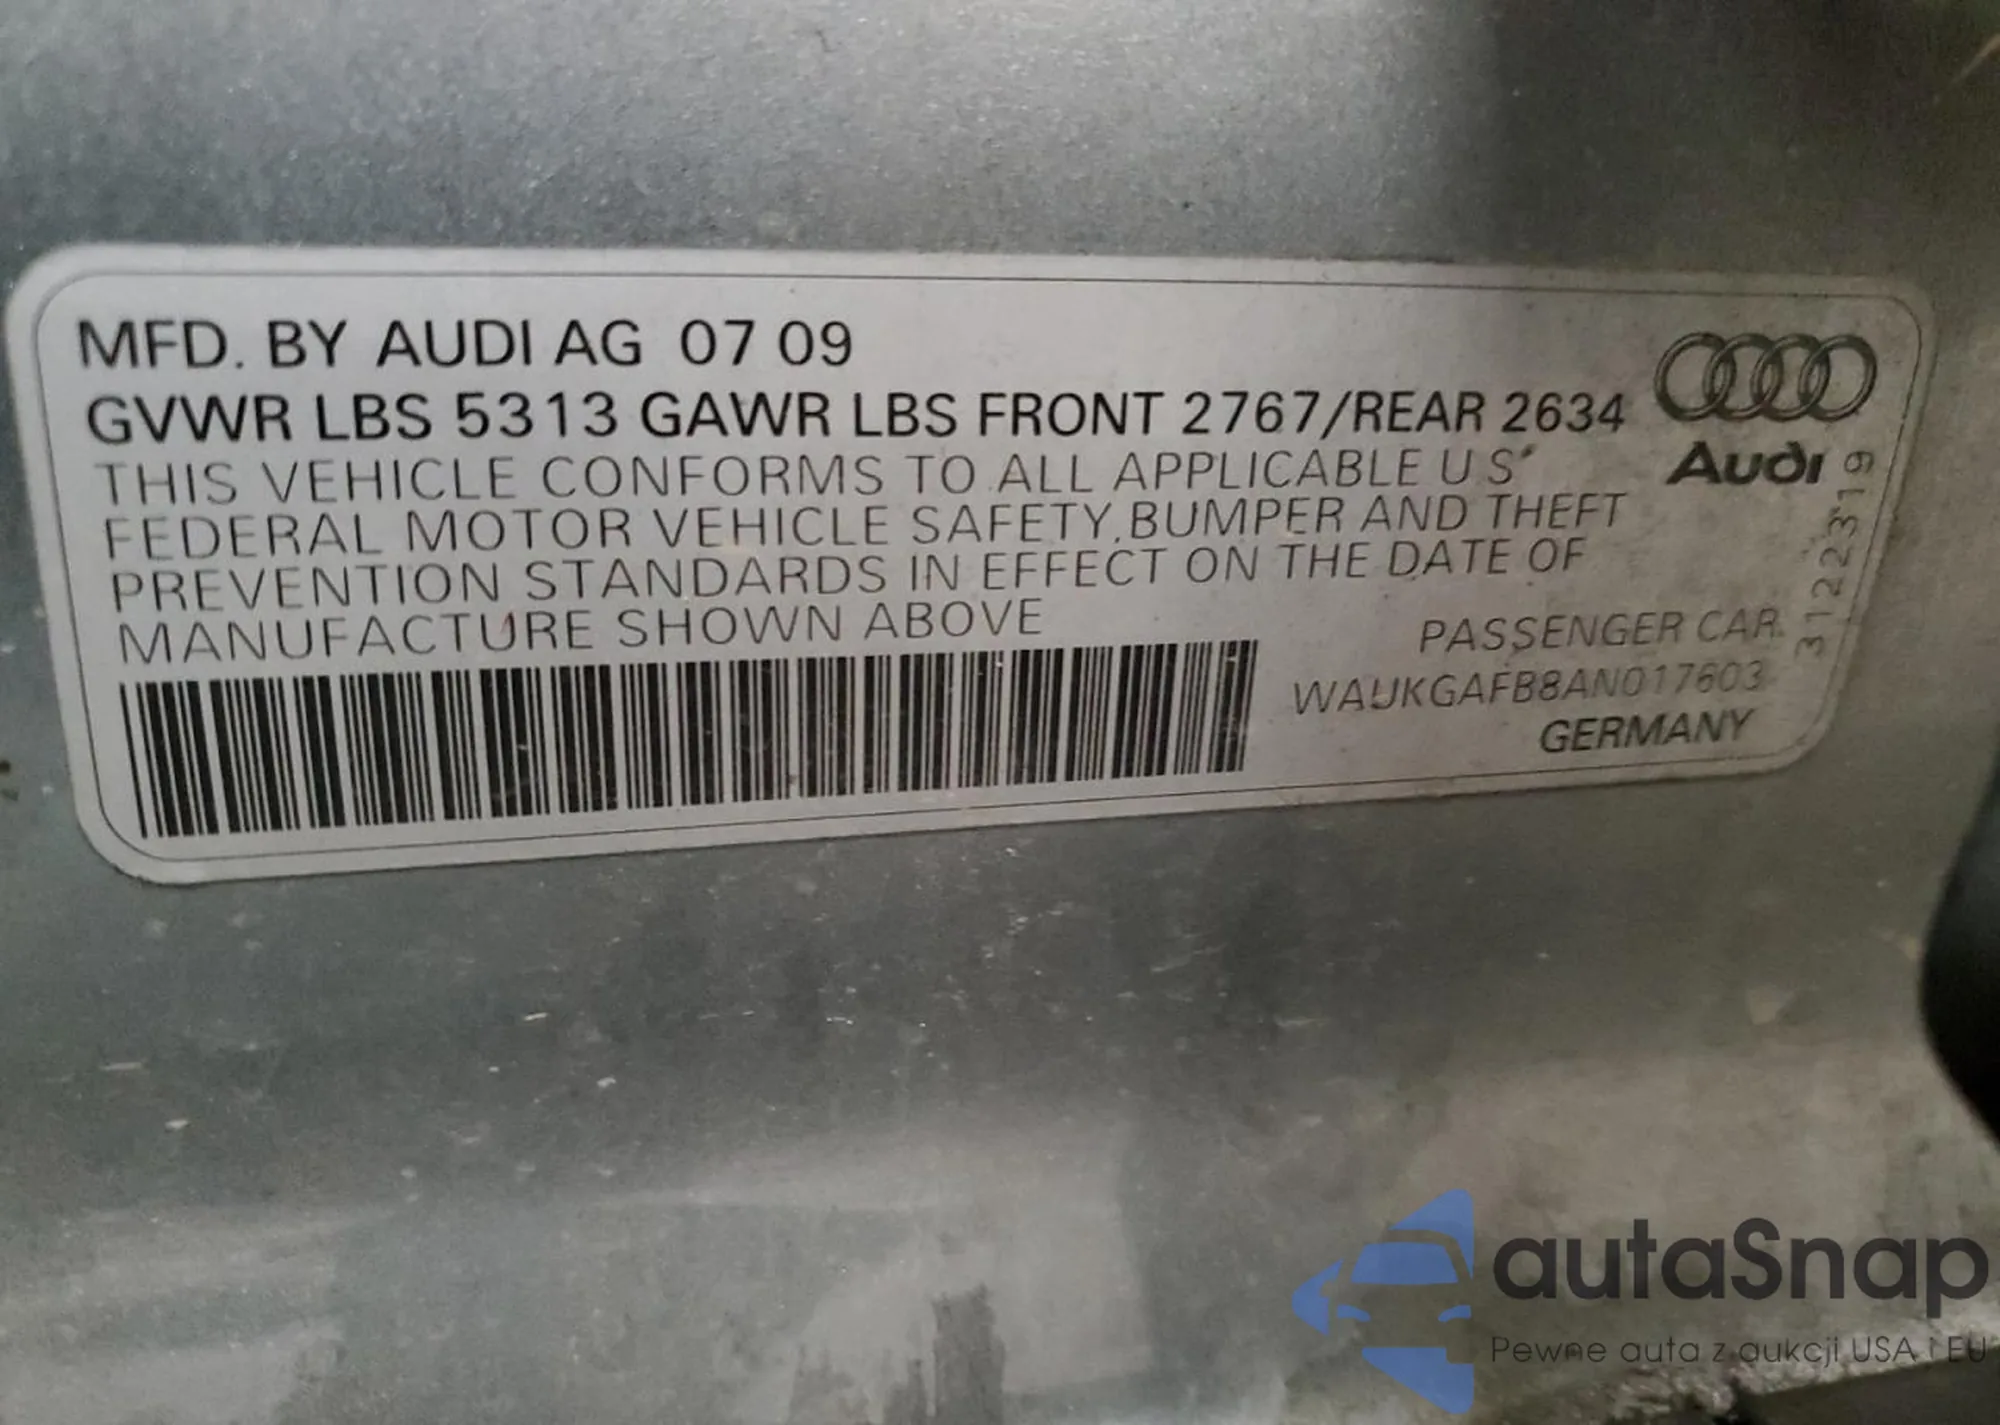 MFD. BY AUDI AG 07 09
GVWR LBS 5313 GAWR LBS FRONT 2767/REAR 2634
THIS VEHICLE CONFORMS TO ALL APPLICABLE U S
FEDERAL MOTOR VEHICLE SAFETY,BUMPER AND THEFT
PREVENTION STANDARDS IN EFFECT ON THE DATE OF
MANUFACTURE SHOWN ABOVE
Audi
31223'19
PASSENGER CAR
WAUKGAFB8AN017603
GERMANY
autaSnap
Pewne auta z aukcji USA i EU